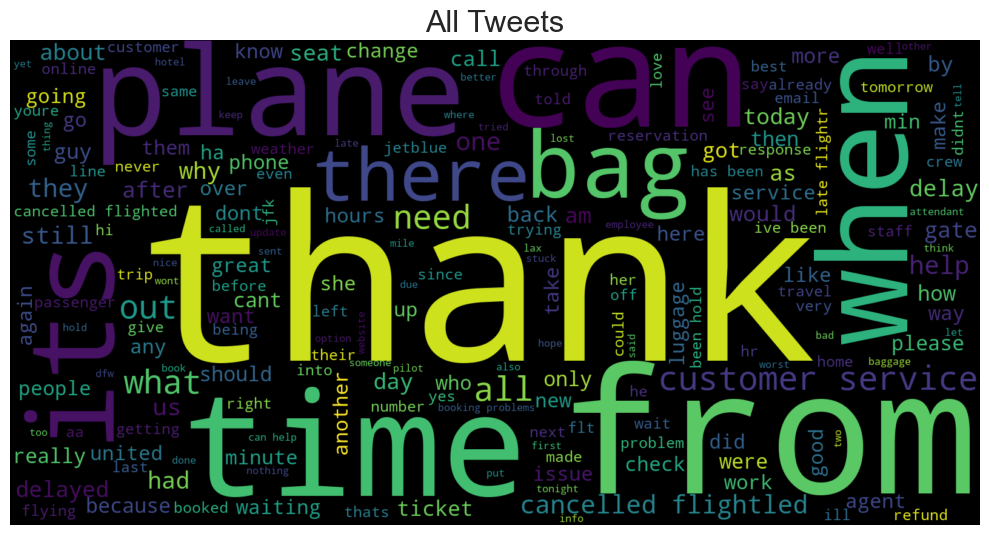 All Tweets
yet about customer know seat change call through love more well other
online hotel leave better best say already by
going same plane can told see email tomorrow
youre keep where today when tell
some thing go them ha weather tried late jetblue one lost reservation then min make didnt
guy line never why phone even there bag got response late flightr crew
they after over has been as delay
cancelled flighted dont jfk hours need back am service attendant
hi called update trying employee ive been would staff gate
still sent mile lax here think
trip nice great since stuck her take like help
again its wont before she thank due off luggage travel how
passenger want cant left up could said been hold very way
out give being option website hope hr bad let please
any their into someone also worst home baggage
hold dfw book should pilot only
people what day who all he customer service
us right number yes new from
too aa getting another booking problems next flt wait did good two
really united can help time first made problem were
last done minute nothing issue check work
delayed had put tonight
flying because booked waiting thats ticket info cancelled flightled ill agent refund